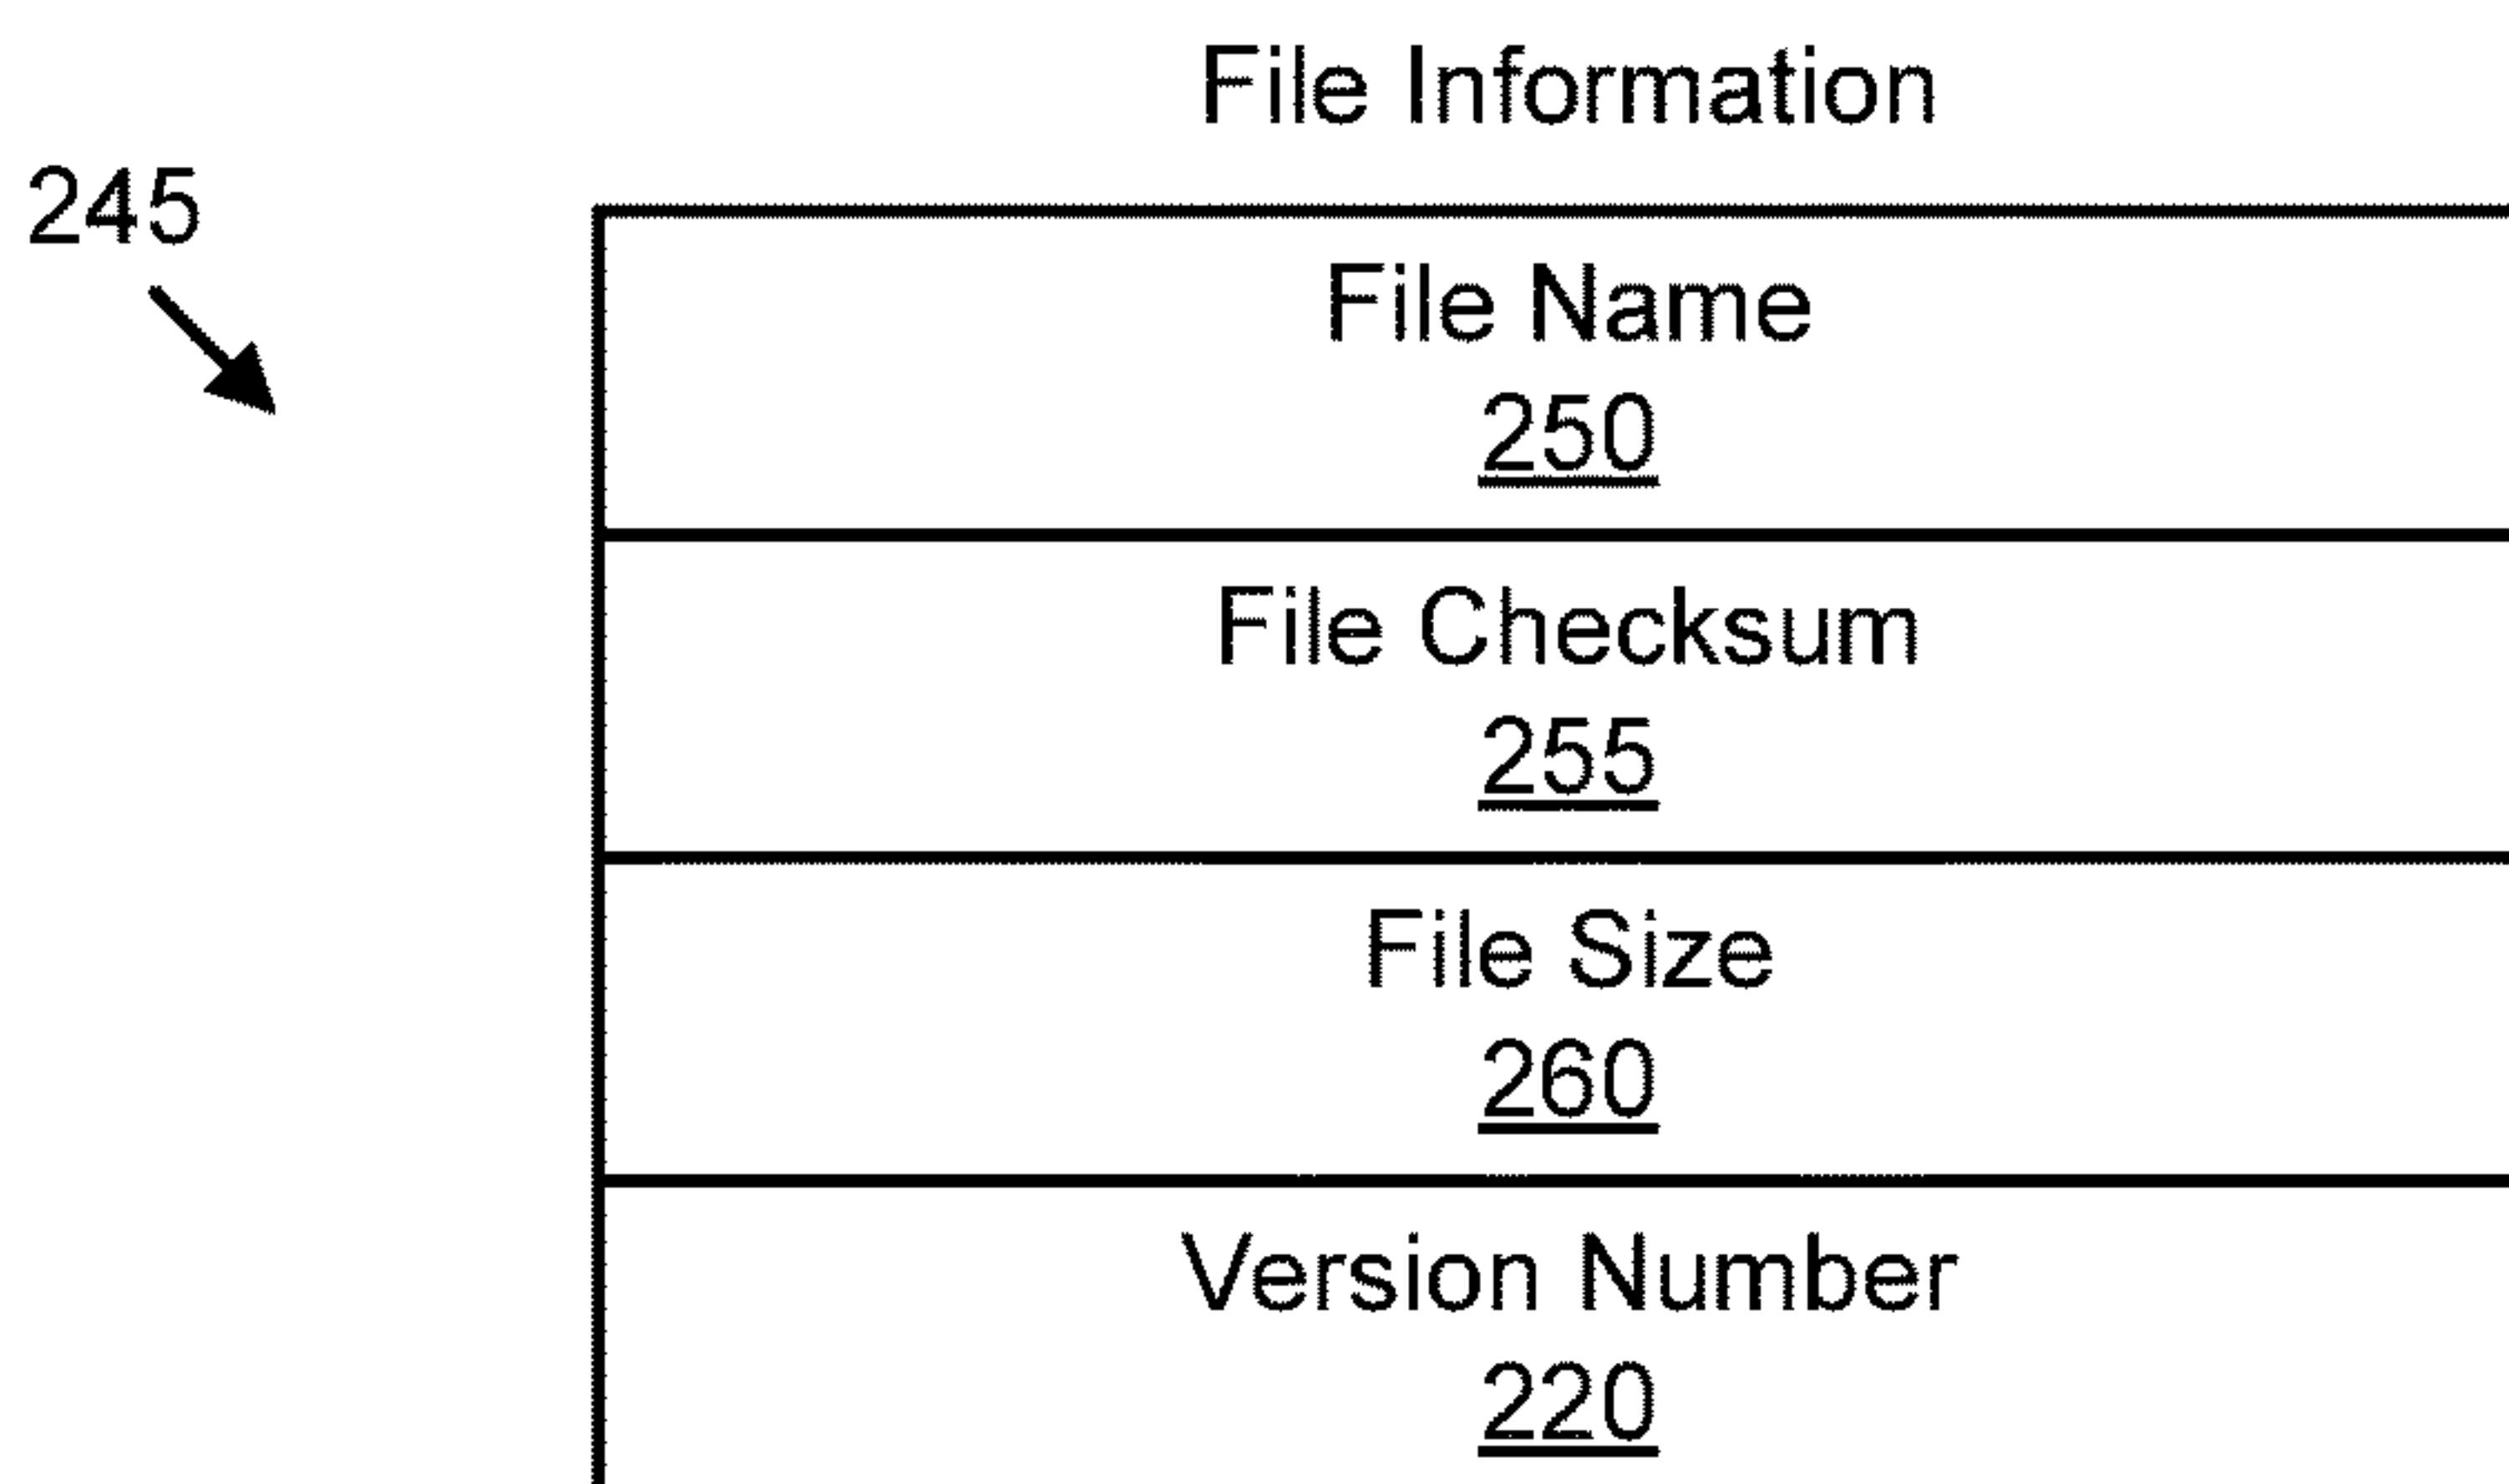 File Information
245
File Name
250
File Checksum
255
File Size
260
Version Number
220